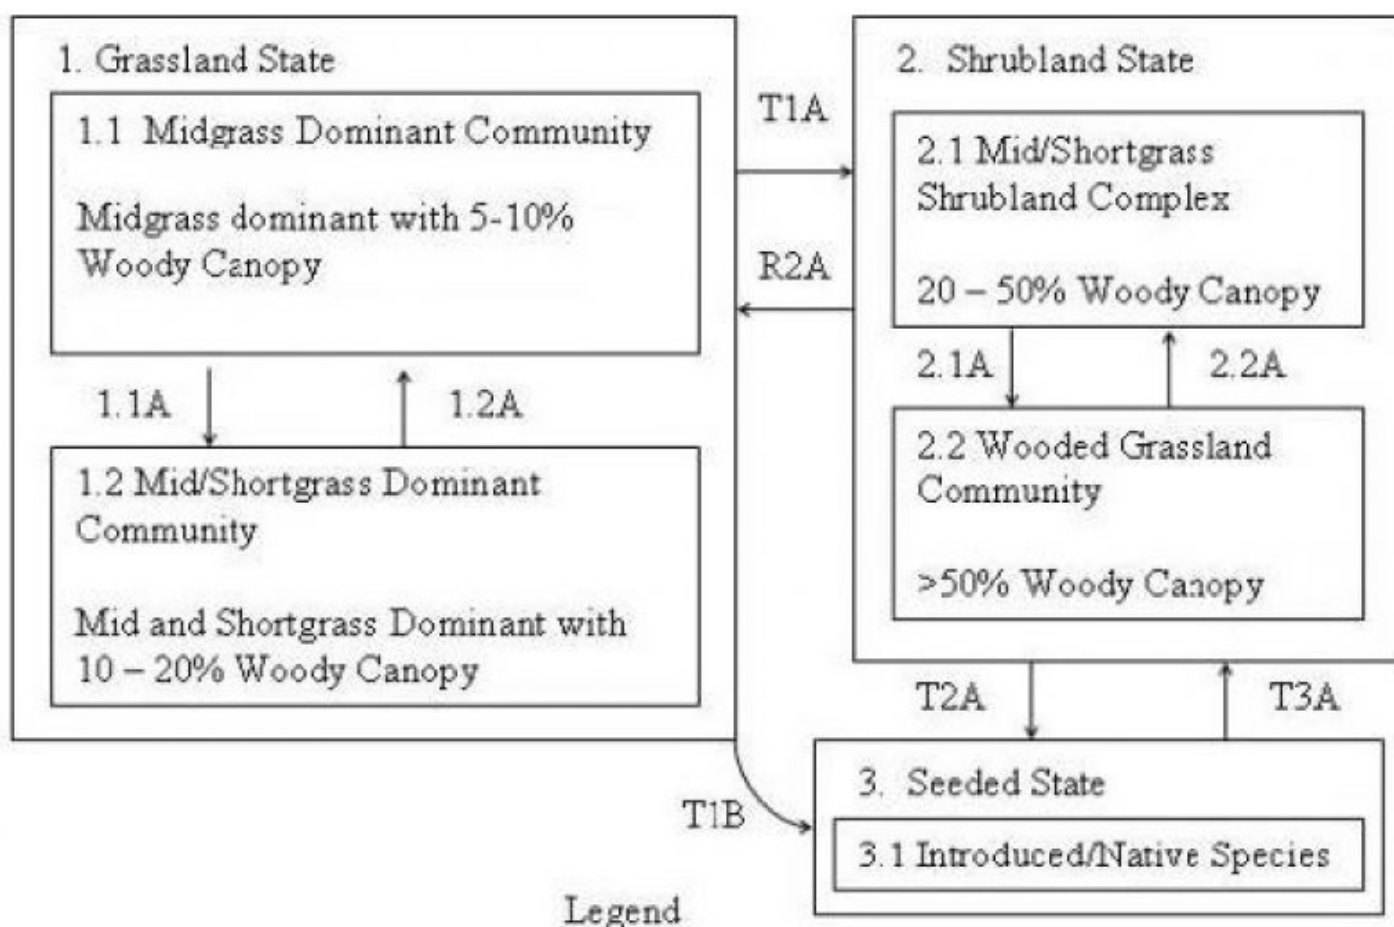 1. Grassland State
1.1 Midgrass Dominant Community
Midgrass dominant with 5-10%
Woody Canopy
1.1A
1.2A
1.2 Mid/Shortgrass Dominant
Community
Mid and Shortgrass Dominant with
10 – 20% Woody Canopy
T1A
R2A
2. Shrubland State
2.1 Mid/Shortgrass
Shrubland Complex
20 – 50% Woody Canopy
2.1A
2.2A
2.2 Wooded Grassland
Community
>50% Woody Canopy
T2A
T3A
T1B
3. Seeded State
3.1 Introduced/Native Species
Legend